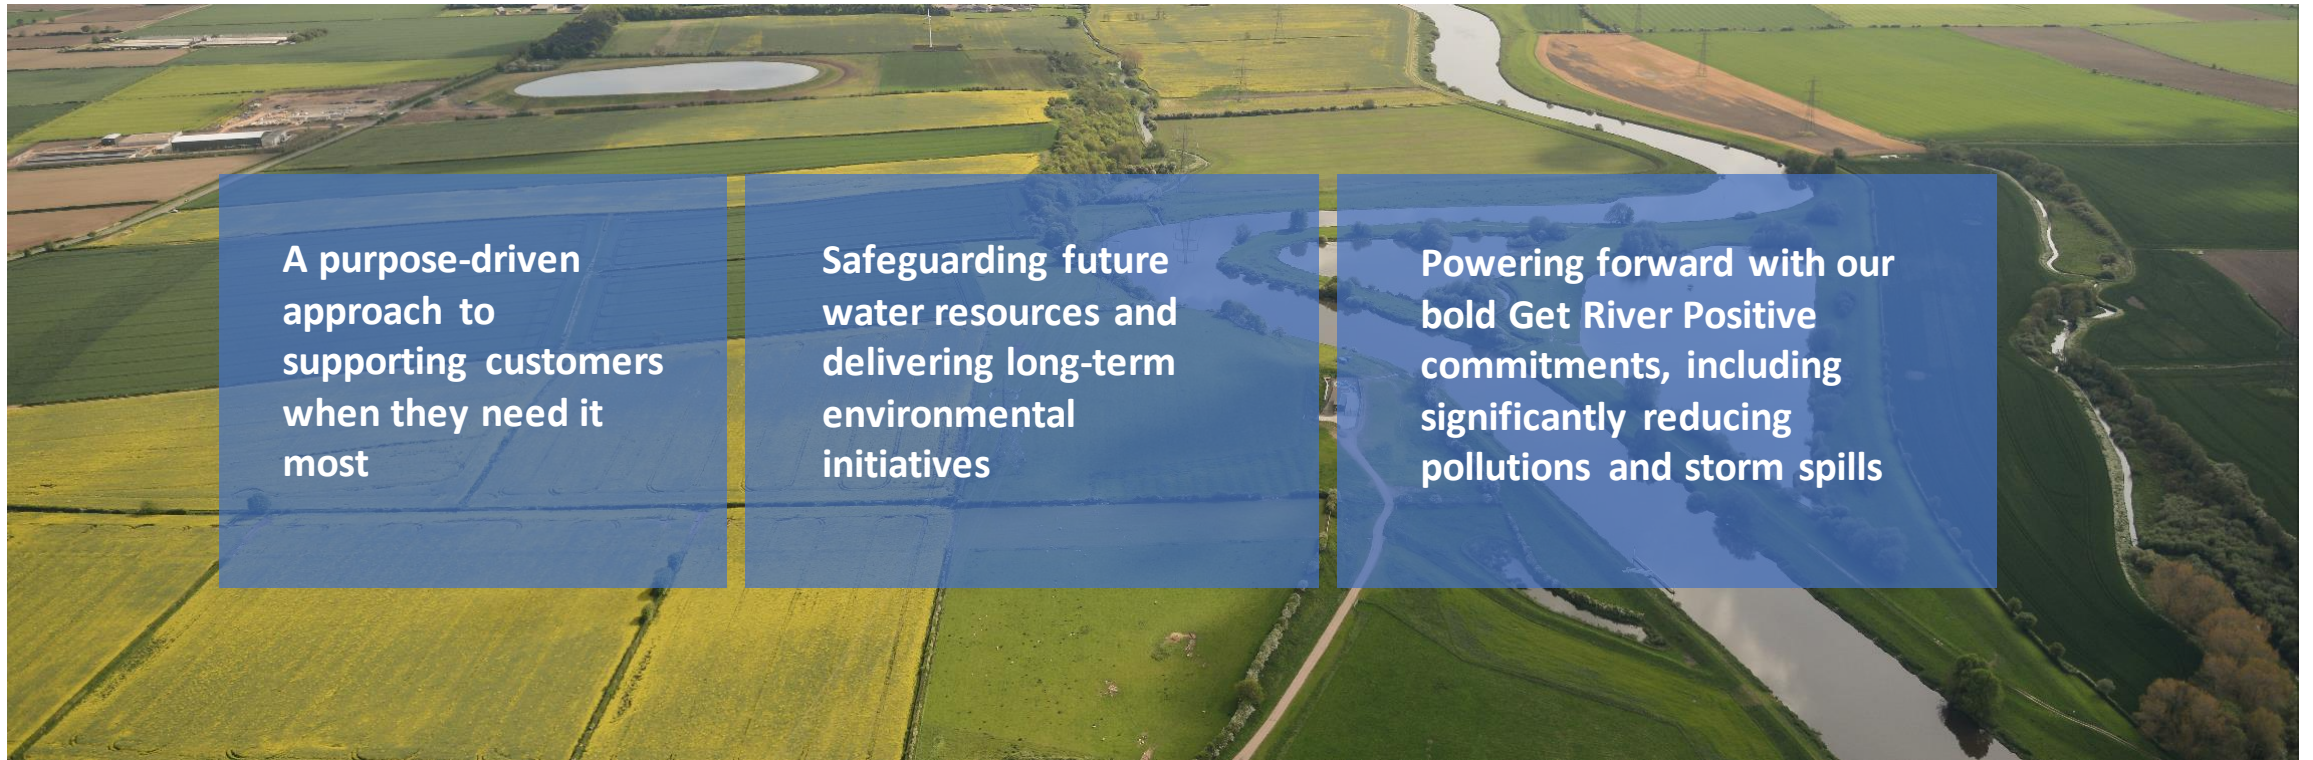 A purpose-driven
approach to
supporting customers
when they need it
most
Safeguarding future
water resources and
delivering long-term
environmental
initiatives
Powering forward with our
bold Get River Positive
commitments, including
significantly reducing
pollutions and storm spills